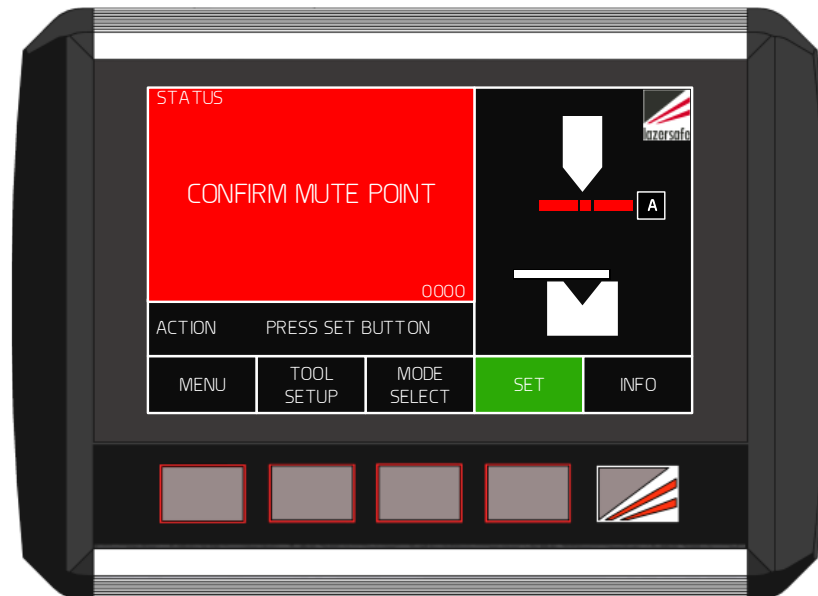 STATUS
lazersafe
CONFIRM MUTE POINT
A
0000
ACTION PRESS SET BUTTON
MENU
TOOL
SETUP
MODE
SELECT
SET
INFO